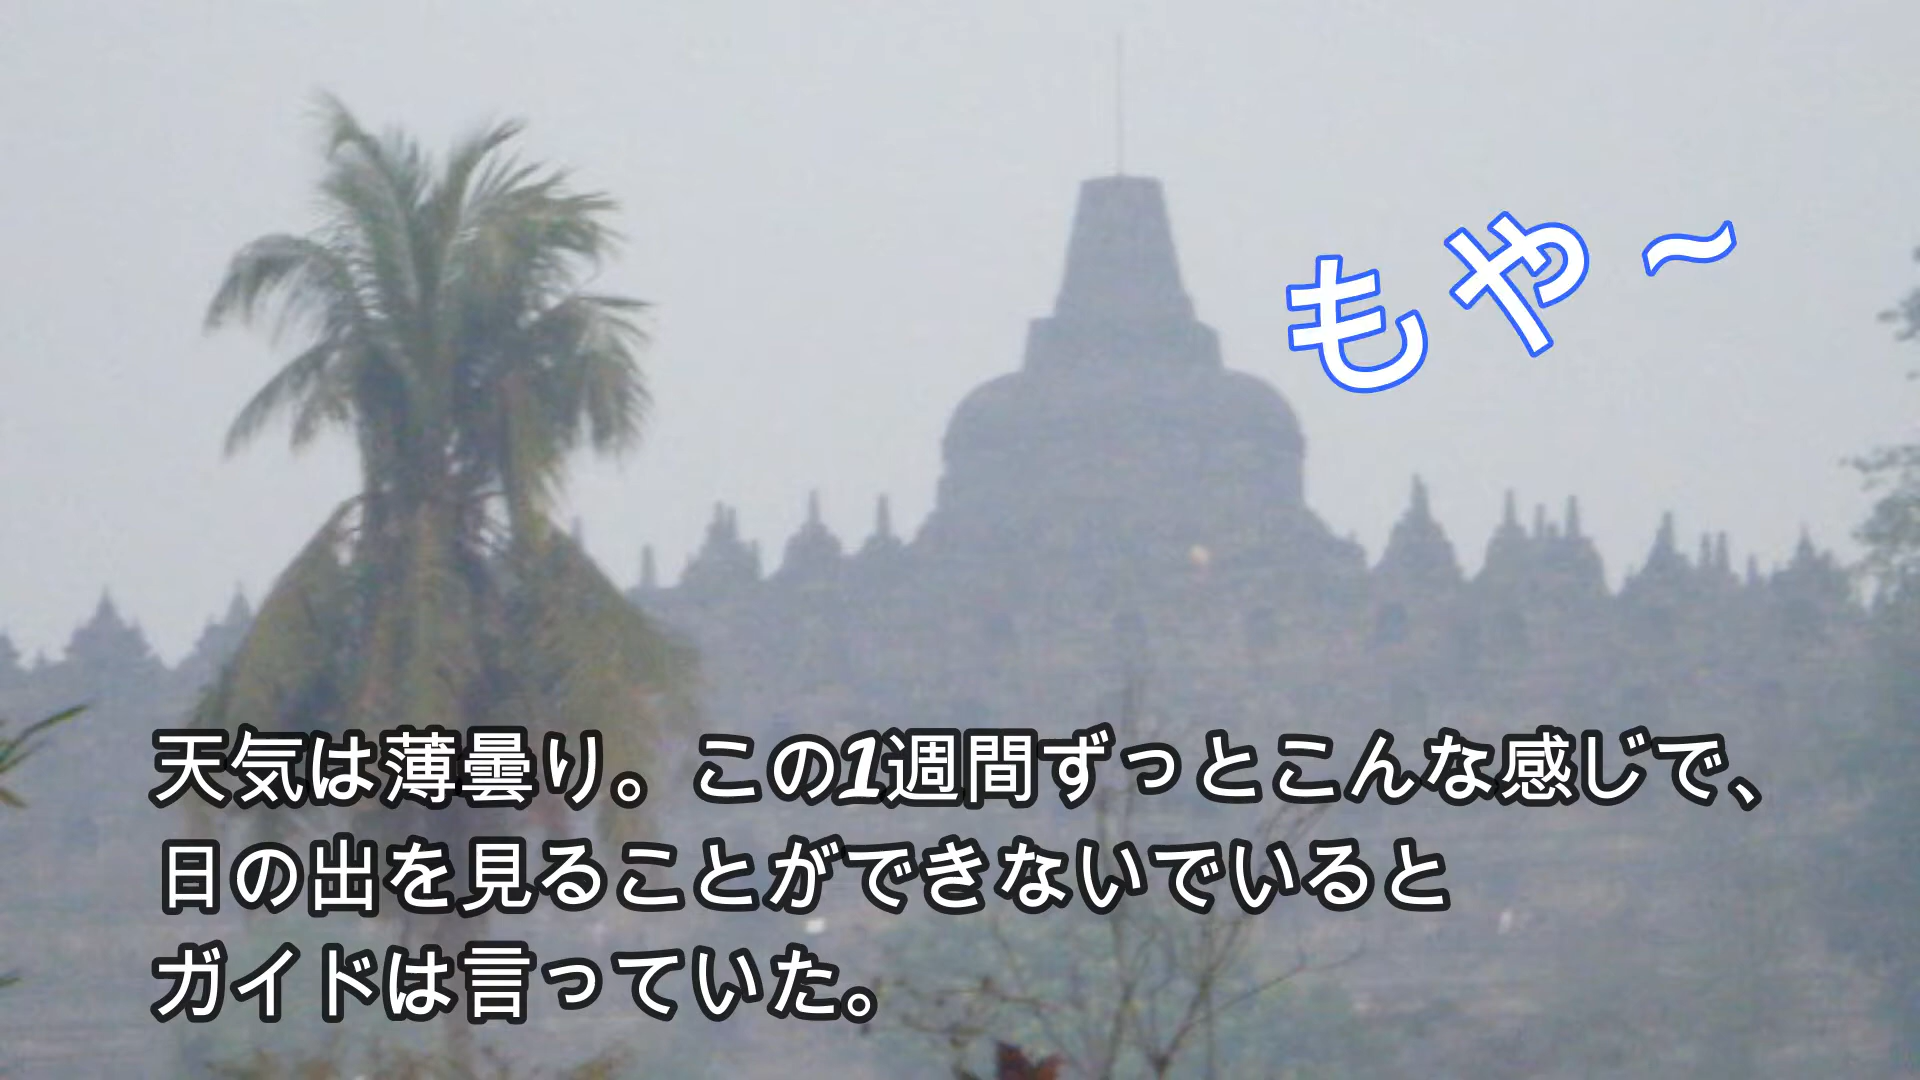 もや～
天気は薄曇り。この1週間ずっとこんな感じで、
日の出を見ることができないでいると
ガイドは言っていた。